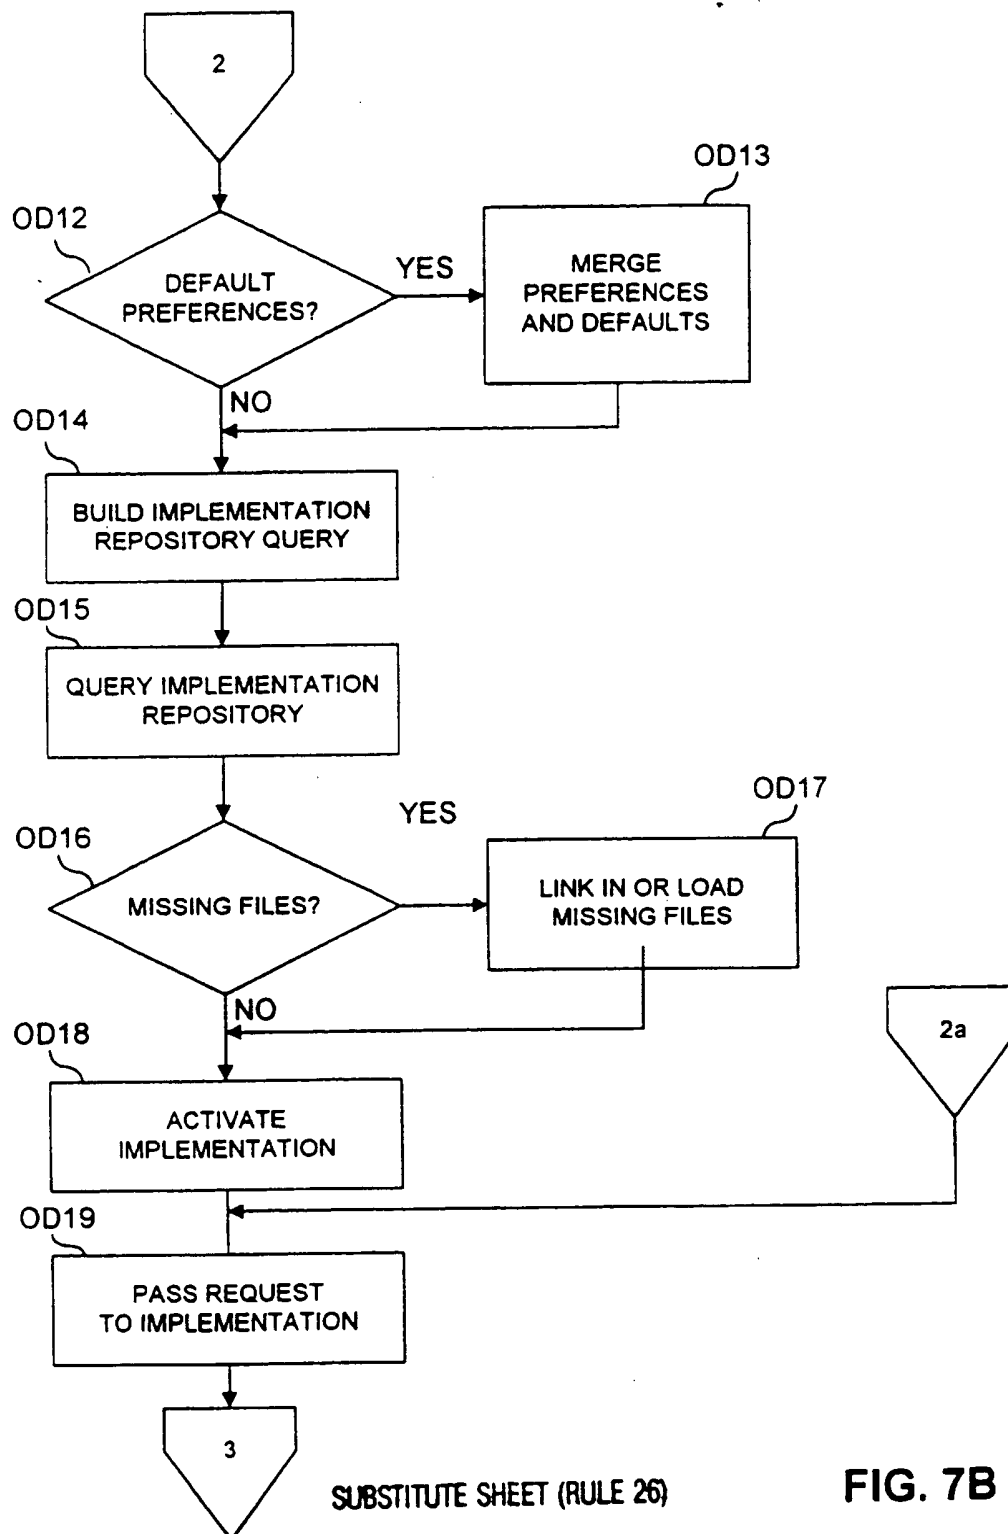 2
OD13
OD12
YES
DEFAULT
PREFERENCES?
MERGE
PREFERENCES
AND DEFAULTS
NO
OD14
BUILD IMPLEMENTATION
REPOSITORY QUERY
OD15
QUERY IMPLEMENTATION
REPOSITORY
YES
OD17
OD16
MISSING FILES?
LINK IN OR LOAD
MISSING FILES
NO
OD18
2a
ACTIVATE
IMPLEMENTATION
OD19
PASS REQUEST
TO IMPLEMENTATION
3
SUBSTITUTE SHEET (RULE 26)
FIG. 7B